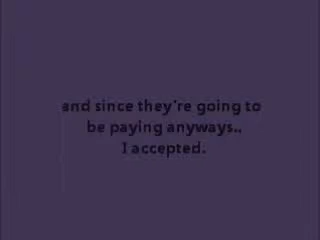 and since they're going to
be paying anyways..
I accepted.